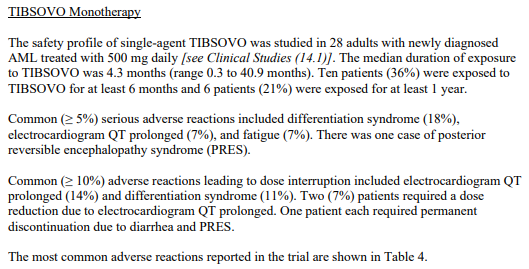 TIBSOVO Monotherapy
The safety profile of single-agent TIBSOVO was studied in 28 adults with newly diagnosed
AML treated with 500 mg daily [see Clinical Studies (14.1)]. The median duration of exposure
to TIBSOVO was 4.3 months (range 0.3 to 40.9 months). Ten patients (36%) were exposed to
TIBSOVO for at least 6 months and 6 patients (21%) were exposed for at least 1 year.
Common (≥ 5%) serious adverse reactions included differentiation syndrome (18%),
electrocardiogram QT prolonged (7%), and fatigue (7%). There was one case of posterior
reversible encephalopathy syndrome (PRES).
Common (≥ 10%) adverse reactions leading to dose interruption included electrocardiogram QT
prolonged (14%) and differentiation syndrome (11%). Two (7%) patients required a dose
reduction due to electrocardiogram QT prolonged. One patient each required permanent
discontinuation due to diarrhea and PRES.
The most common adverse reactions reported in the trial are shown in Table 4.